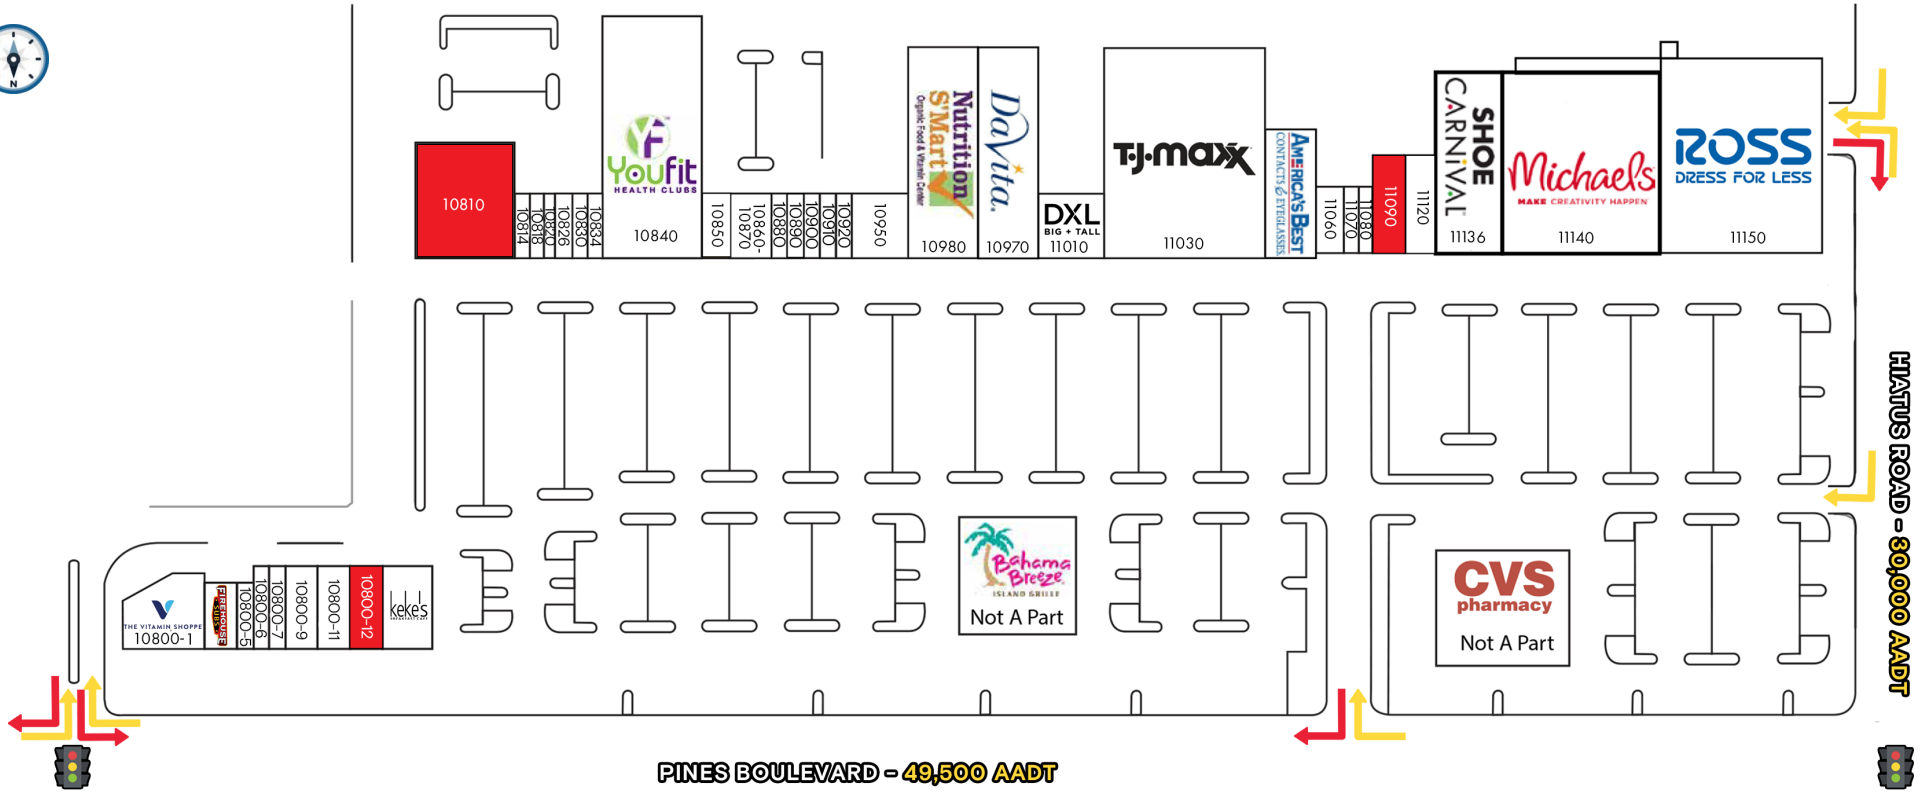 N
YF
Youfit
HEALTH CLUBS
10840
10810
10814
10818
10820
10826
10830
10834
10850
10860-
10870
10880
10890
10900
10910
10920
10950
Nutrition
S'Mart
Organic Food & Vitamin Center
10980
DaVita.
10970
DXL
BIG + TALL
11010
T·J·maxx
11030
AMERICA'S BEST
CONTACTS & EYEGLASSES.
11060
11070
11080
11090
11120
SHOE
CARNIVAL
11136
Michaels
MAKE CREATIVITY HAPPEN
11140
ROSS
DRESS FOR LESS
11150
HIATUS ROAD - 30,000 AADT
THE VITAMIN SHOPPE
10800-1
FIREHOUSE
SUBS
10800-5
10800-6
10800-7
10800-9
10800-11
10800-12
keke's
BREAKFAST CAFE
Bahama
Breeze
ISLAND GRILLE
Not A Part
CVS
pharmacy
Not A Part
PINES BOULEVARD - 49,500 AADT